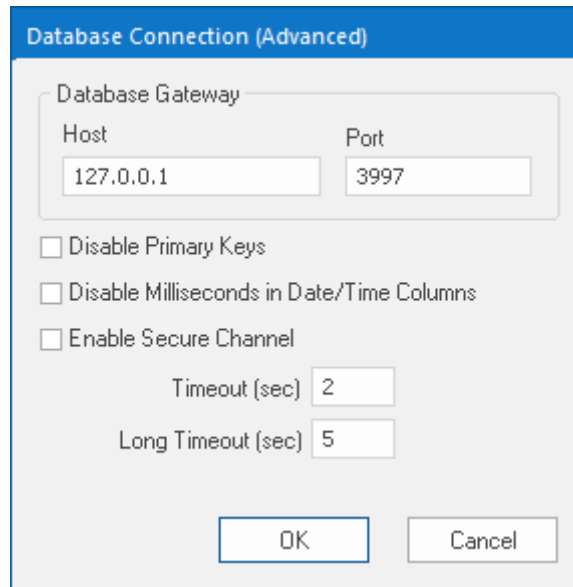 Database Connection (Advanced)
Database Gateway
Host
Port
127.0.0.1
3997
Disable Primary Keys
Disable Milliseconds in Date/Time Columns
Enable Secure Channel
Timeout (sec) 2
Long Timeout (sec) 5
OK Cancel